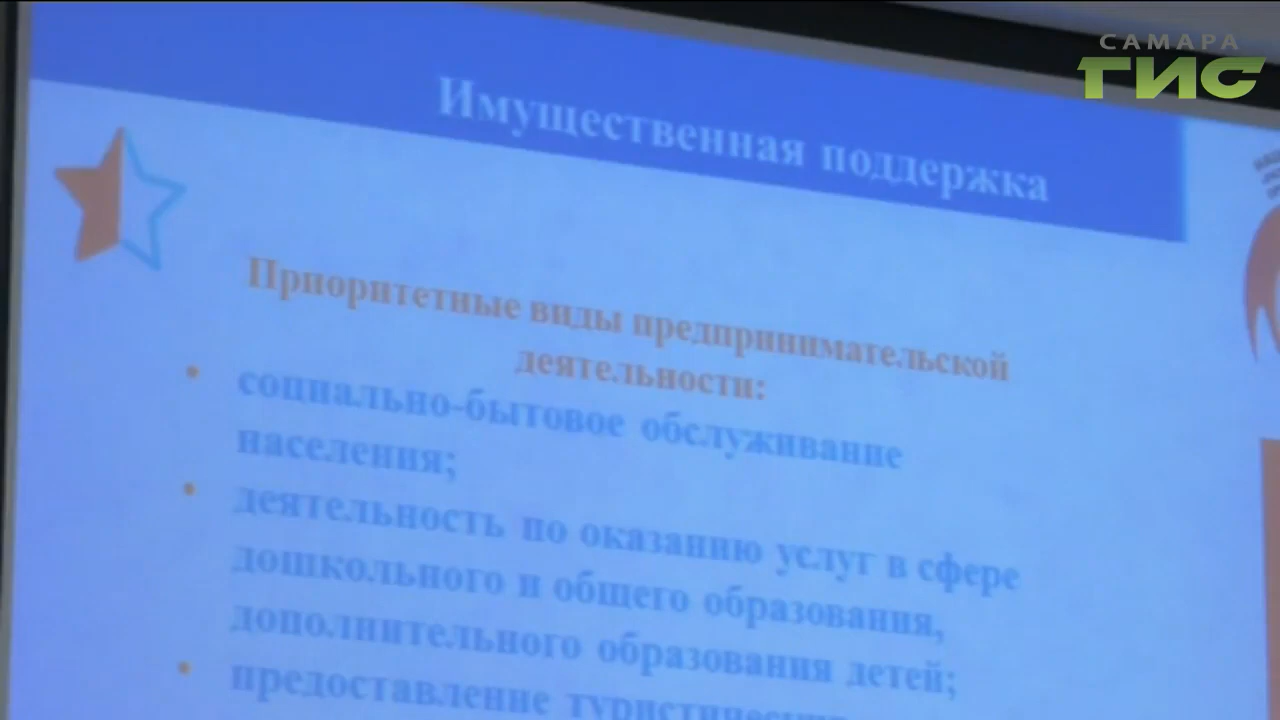 САМАРА
ГИС
Имущественная поддержка
Приоритетные виды предпринимательской
деятельности:
• социально-бытовое обслуживание
населения;
• деятельность по оказанию услуг в сфере
дошкольного и общего образования,
дополнительного образования детей;
• предоставление